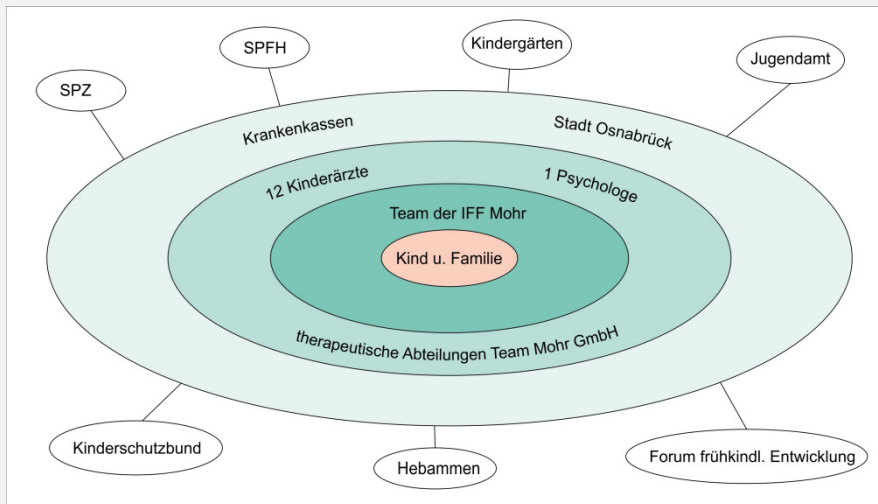 SPFH
Kindergärten
Jugendamt
SPZ
Krankenkassen
Stadt Osnabrück
12 Kinderärzte
1 Psychologe
Team der IFF Mohr
Kind u. Familie
therapeutische Abteilungen Team Mohr GmbH
Kinderschutzbund
Hebammen
Forum frühkindl. Entwicklung